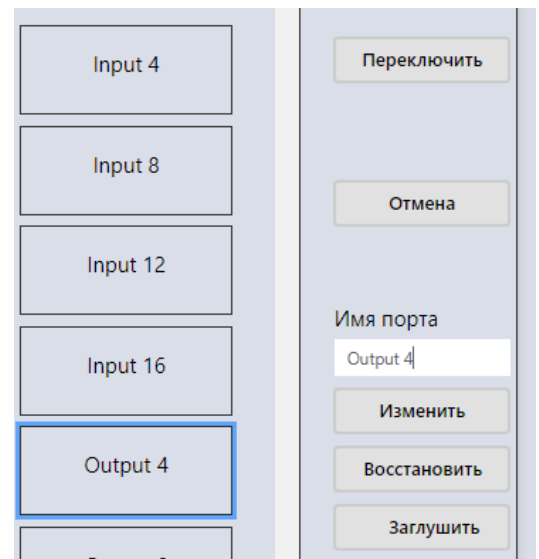 Input 4
Input 8
Input 12
Input 16
Output 4
Переключить
Отмена
Имя порта
Output 4
Изменить
Восстановить
Заглушить